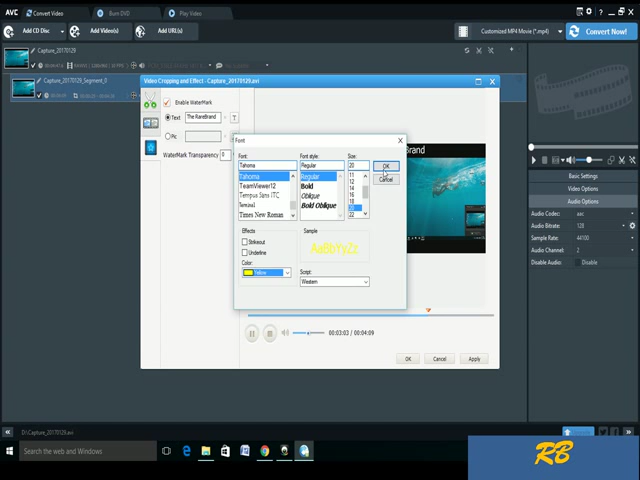 AVC Convert Video Burn DVD Play Video
Add CD Disc Add Video(s) Add URL(s) Customized MP4 Movie (*.mp4) Convert Now!
Capture_20170129
Capture_20170129_Segment_0
Video Cropping and Effect - Capture_20170129.avi
Enable WaterMark
Text The RareBrand T
Pic
WaterMark Transparency 0
Font
Font: Font style: Size:
Tahoma Regular 20 OK
Cancel
Tahoma
TeamViewer12
Tempus Sans ITC
Terminal
Times New Roman
Regular
Bold
Oblique
Bold Oblique
11
12
14
16
18
20
22
Effects
Strikeout
Underline
Color:
Yellow
Sample
AaBbYyZz
Script:
Western
Brand
00:03:03 / 00:04:09
OK Cancel Apply
Basic Settings
Video Options
Audio Options
Audio Codec: aac
Audio Bitrate: 128
Sample Rate: 44100
Audio Channel: 2
Disable Audio: Disable
D:\Capture_20170129.avi
Search the web and Windows
RB